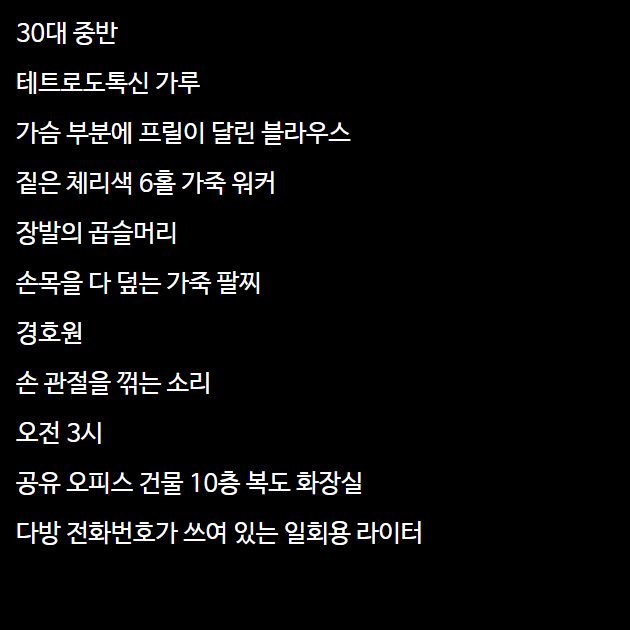 30대 중반
테트로도톡신 가루
가슴 부분에 프릴이 달린 블라우스
짙은 체리색 6홀 가죽 워커
장발의 곱슬머리
손목을 다 덮는 가죽 팔찌
경호원
손 관절을 꺾는 소리
오전 3시
공유 오피스 건물 10층 복도 화장실
다방 전화번호가 쓰여 있는 일회용 라이터